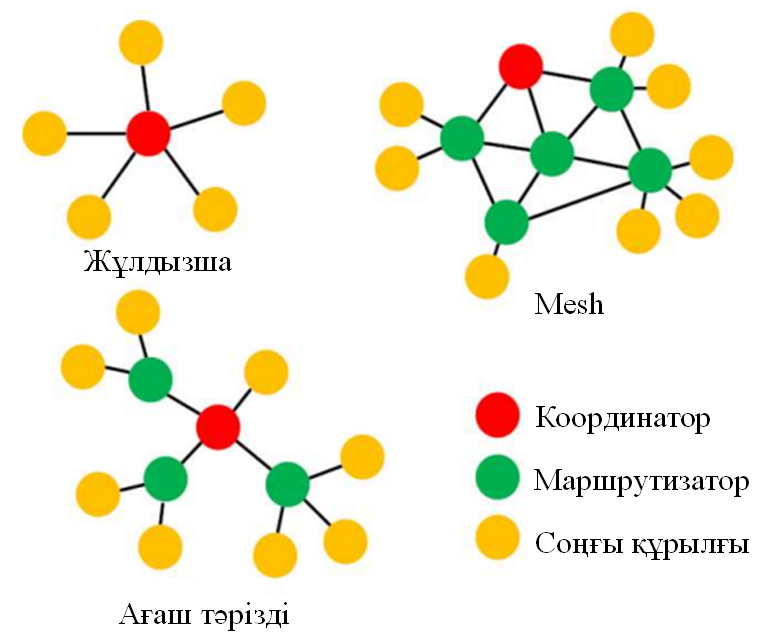 Жұлдызша
Mesh
Координатор
Маршрутизатор
Соңғы құрылғы
Ағаш тәрізді